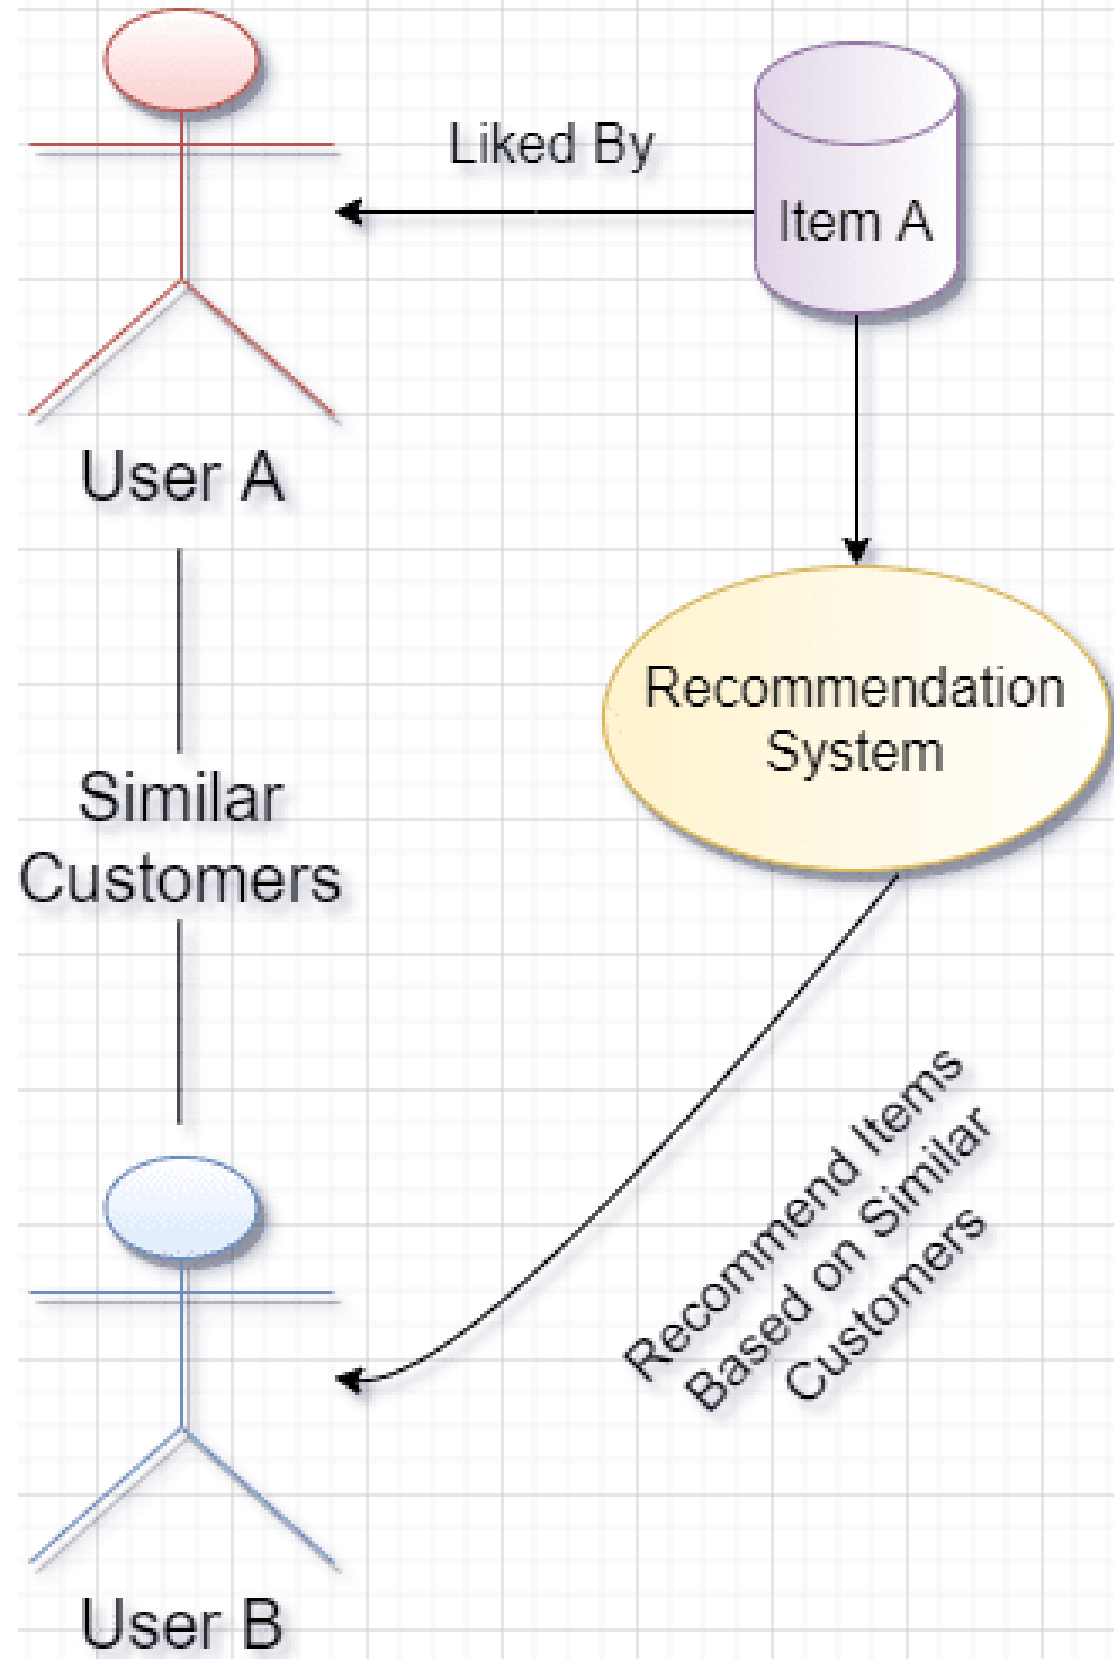 Liked By
Item A
User A
Recommendation
System
Similar
Customers
Recommend Items
Based on Similar
Customers
User B